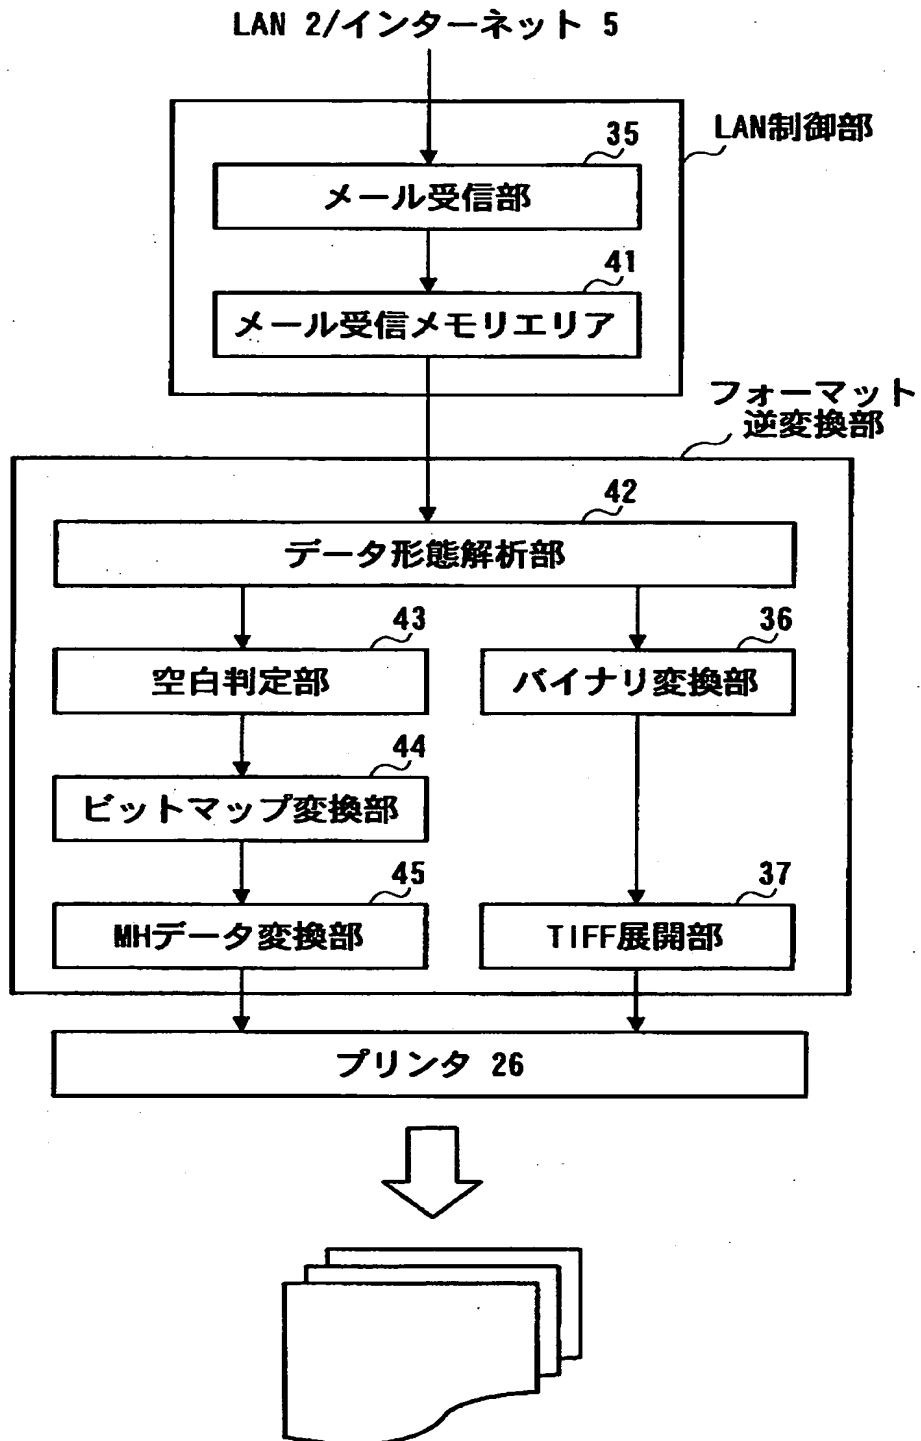 LAN 2/インターネット 5
LAN制御部
35
メール受信部
41
メール受信メモリエリア
フォーマット
逆変換部
42
データ形態解析部
43
36
空白判定部
バイナリ変換部
44
ビットマップ変換部
45
37
MHデータ変換部
TIFF展開部
プリンタ 26